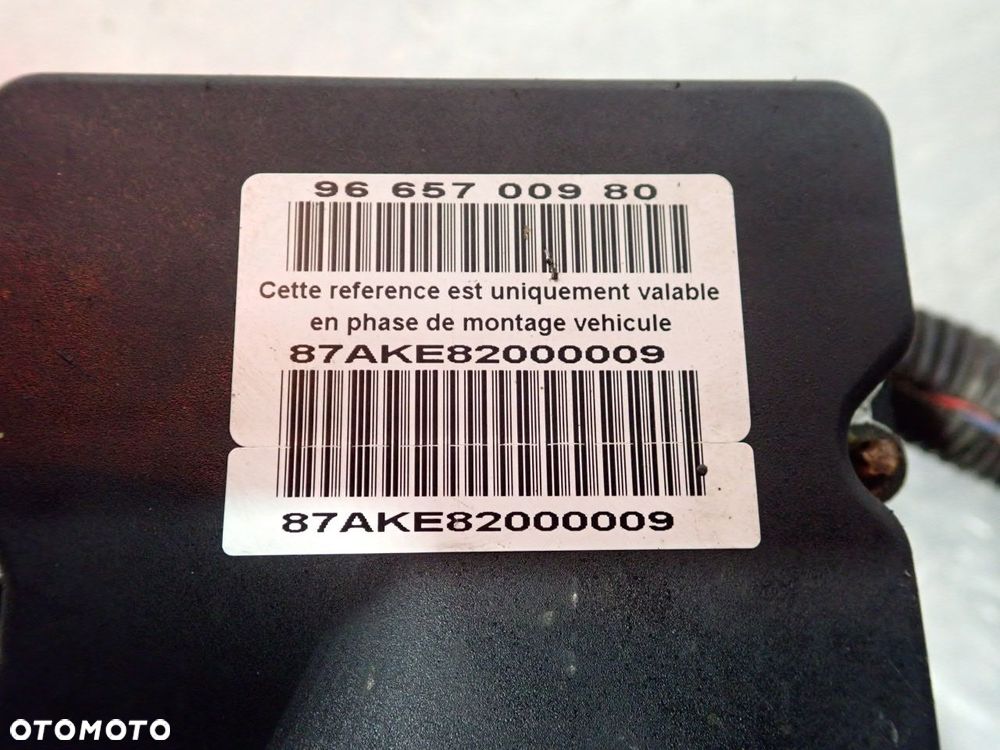 96 657 009 80
Cette reference est uniquement valable
en phase de montage vehicule
87AKE82000009
87AKE82000009
OTOMOTO